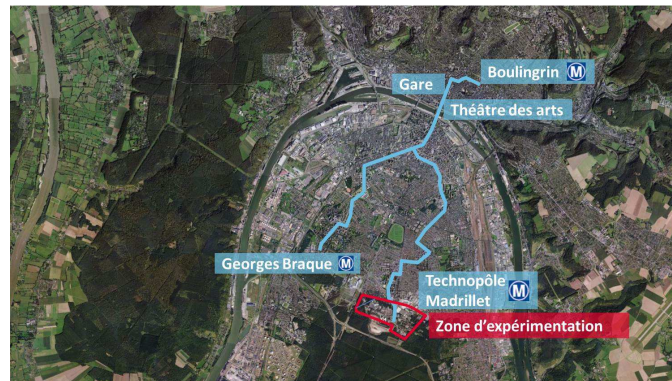 Boulingrin M
Gare
Théâtre des arts
Georges Braque M
Technopôle
Madrillet M
Zone d'expérimentation